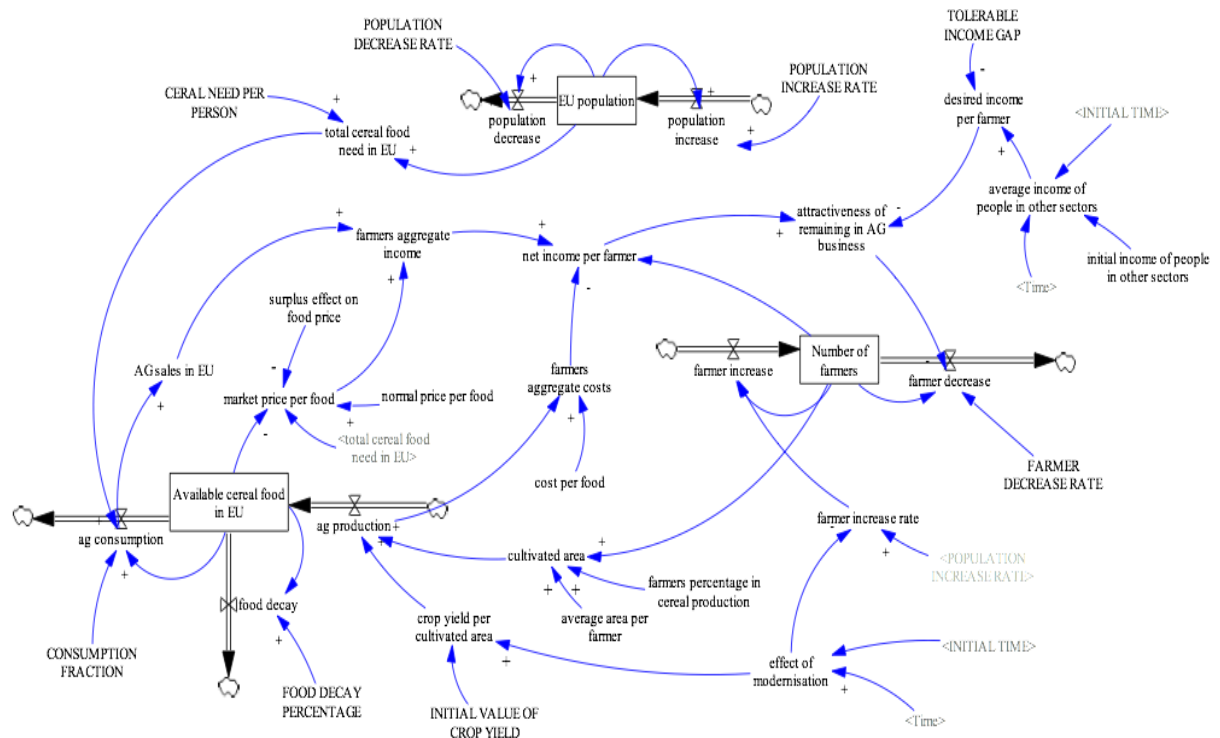 POPULATION
DECREASE RATE
TOLERABLE
INCOME GAP
CERAL NEED PER
PERSON
EU population
POPULATION
INCREASE RATE
population
decrease
population
increase
desired income
per farmer
<INITIAL TIME>
total cereal food
need in EU
average income of
people in other sectors
attractiveness of
remaining in AG
business
farmers aggregate
income
net income per farmer
initial income of people
in other sectors
<Time>
surplus effect on
food price
AG sales in EU
farmers
aggregate costs
farmer increase
Number of
farmers
farmer decrease
market price per food
normal price per food
<total cereal food
need in EU>
cost per food
FARMER
DECREASE RATE
Available cereal food
in EU
ag consumption
ag production
farmer increase rate
cultivated area
<POPULATION
INCREASE RATE>
farmers percentage in
cereal production
food decay
average area per
farmer
crop yield per
cultivated area
CONSUMPTION
FRACTION
FOOD DECAY
PERCENTAGE
INITIAL VALUE OF
CROP YIELD
effect of
modernisation
<INITIAL TIME>
<Time>